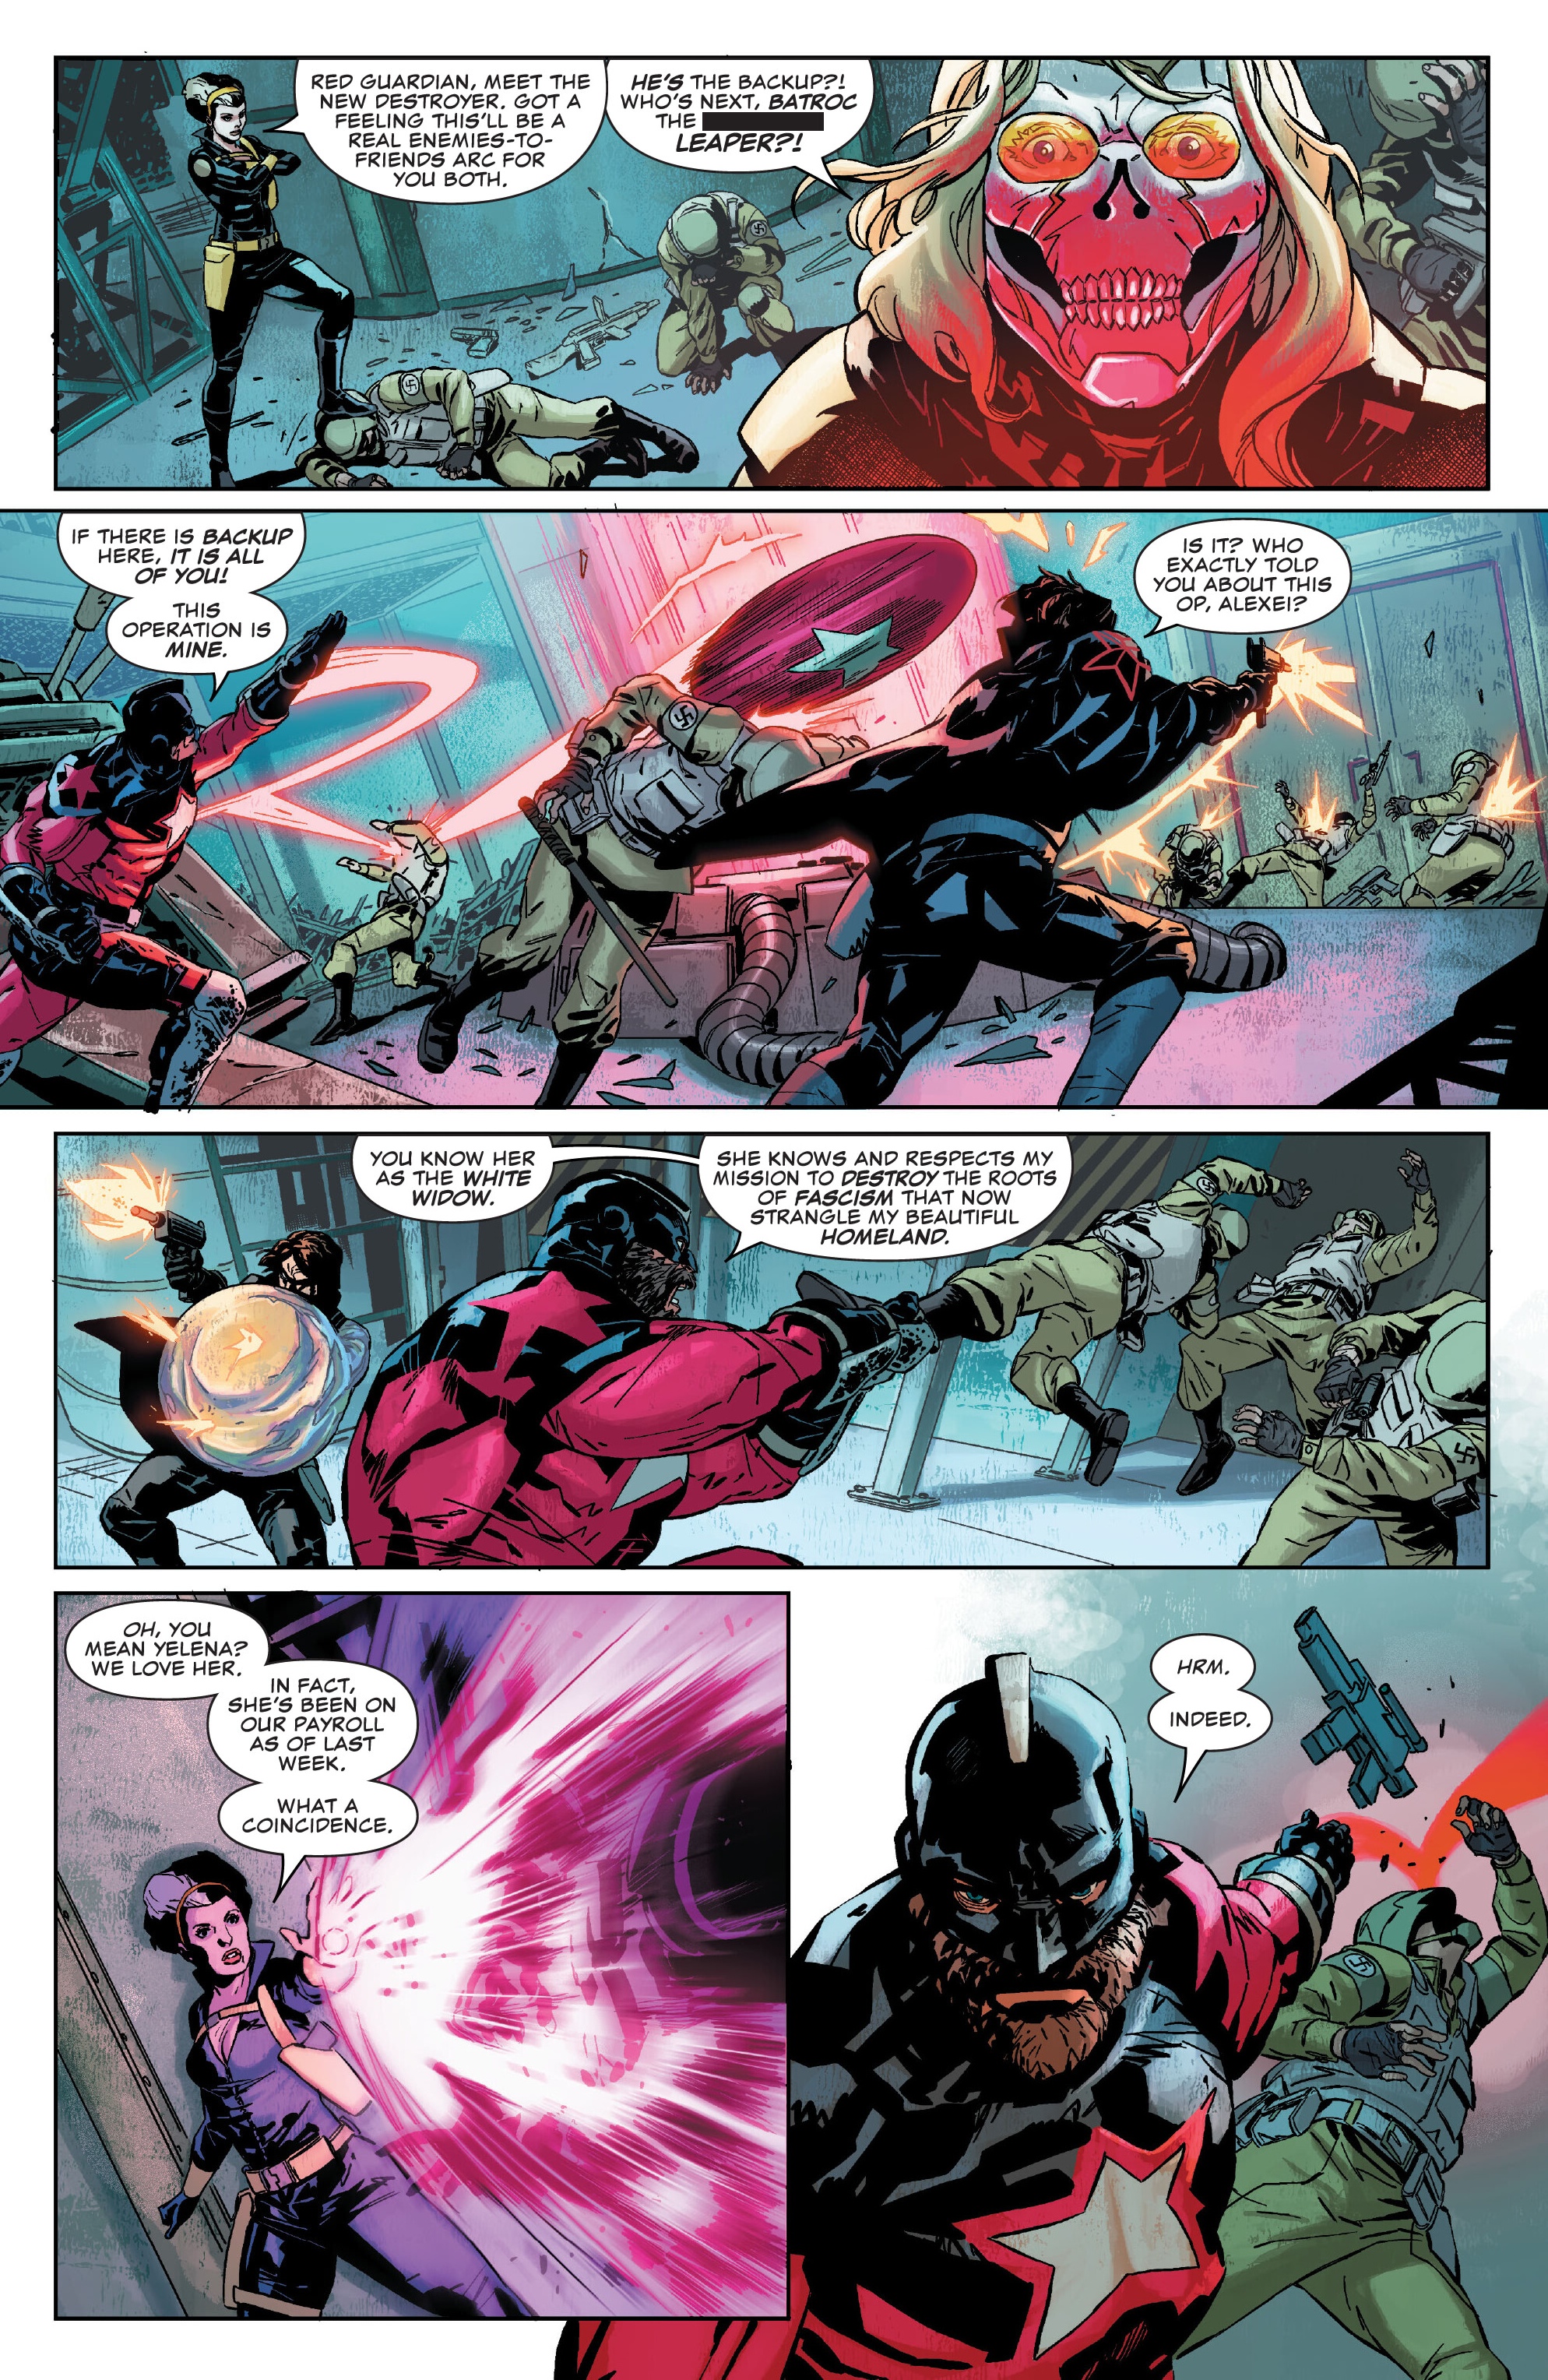 RED GUARDIAN, MEET THE
NEW DESTROYER. GOT A
FEELING THIS'LL BE A
REAL ENEMIES-TO-
FRIENDS ARC FOR
YOU BOTH.
HE'S THE BACKUP?!
WHO'S NEXT, BATROC
THE
LEAPER?!
IF THERE IS BACKUP
HERE, IT IS ALL
OF YOU!
THIS
OPERATION IS
MINE.
IS IT? WHO
EXACTLY TOLD
YOU ABOUT THIS
OP, ALEXEI?
YOU KNOW HER
AS THE WHITE
WIDOW.
SHE KNOWS AND RESPECTS MY
MISSION TO DESTROY THE ROOTS
OF FASCISM THAT NOW
STRANGLE MY BEAUTIFUL
HOMELAND.
OH, YOU
MEAN YELENA?
WE LOVE HER.
IN FACT,
SHE'S BEEN ON
OUR PAYROLL
AS OF LAST
WEEK.
WHAT A
COINCIDENCE.
HRM.
INDEED.